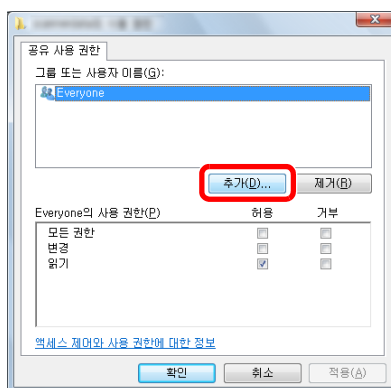 공유 사용 권한
그룹 또는 사용자 이름(G):
Everyone
추가(D)... 제거(R)
Everyone의 사용 권한(P) 허용 거부
모든 권한
변경
읽기
액세스 제어와 사용 권한에 대한 정보
확인 취소 적용(A)